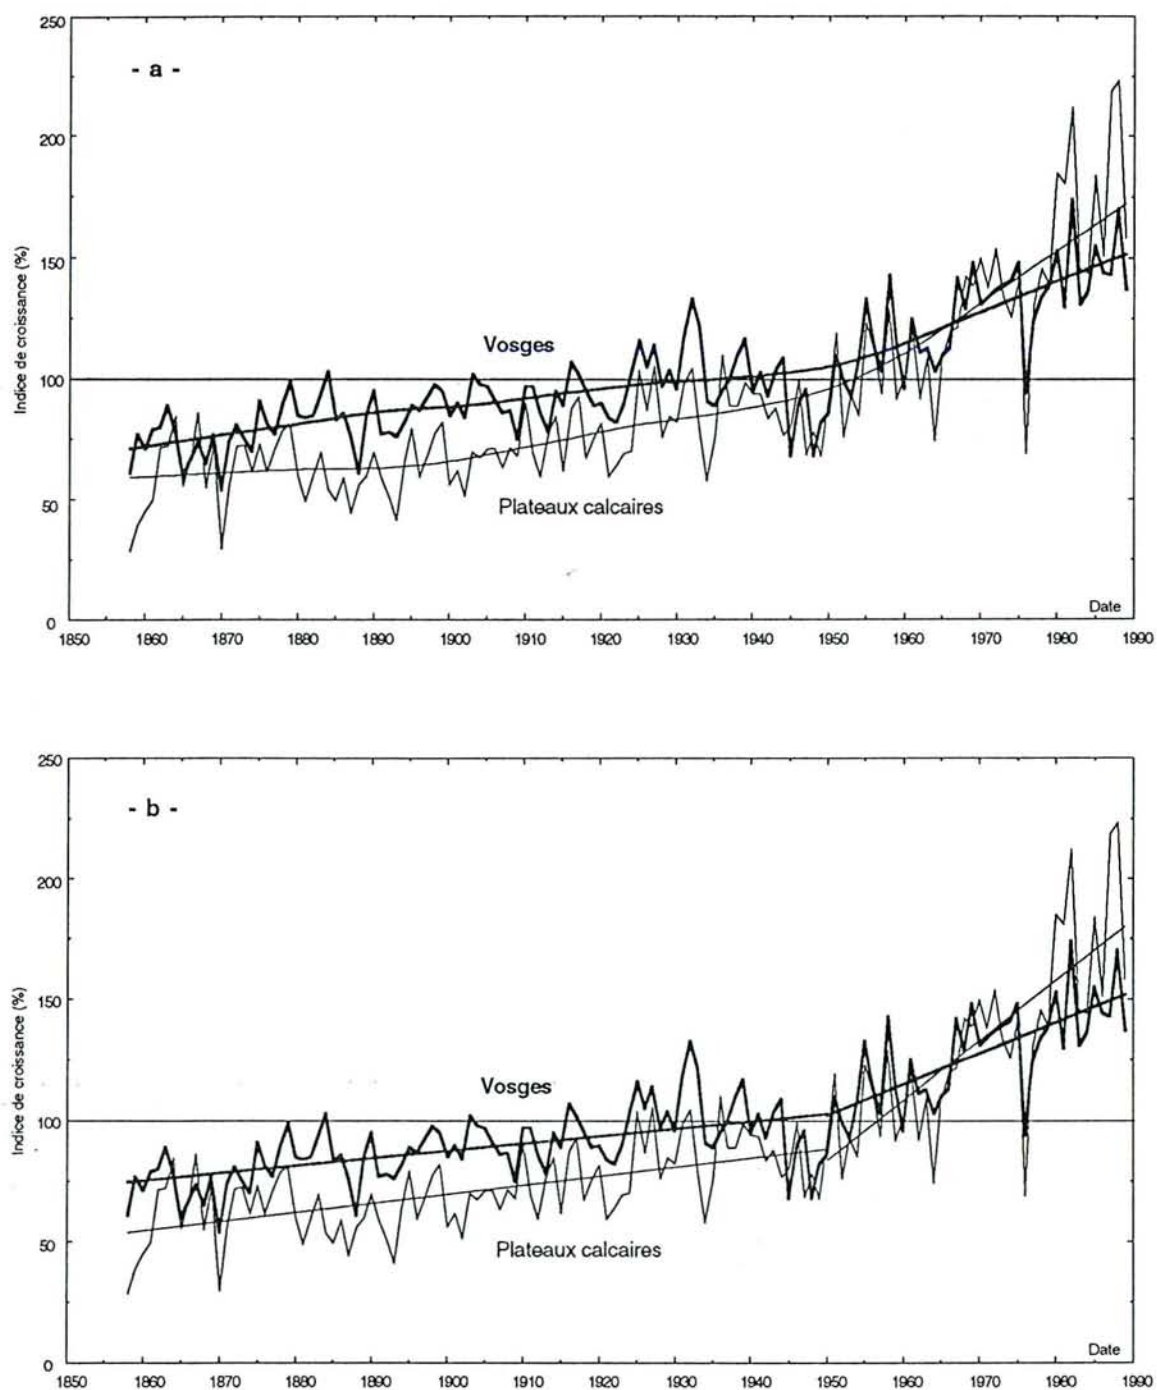 250
- a -
200
150
Indice de croissance (%)
Vosges
100
Plateaux calcaires
50
Date
0
1850 1860 1870 1880 1890 1900 1910 1920 1930 1940 1950 1960 1970 1980 1990
250
- b -
200
150
Indice de croissance (%)
Vosges
100
Plateaux calcaires
50
Date
0
1850 1860 1870 1880 1890 1900 1910 1920 1930 1940 1950 1960 1970 1980 1990